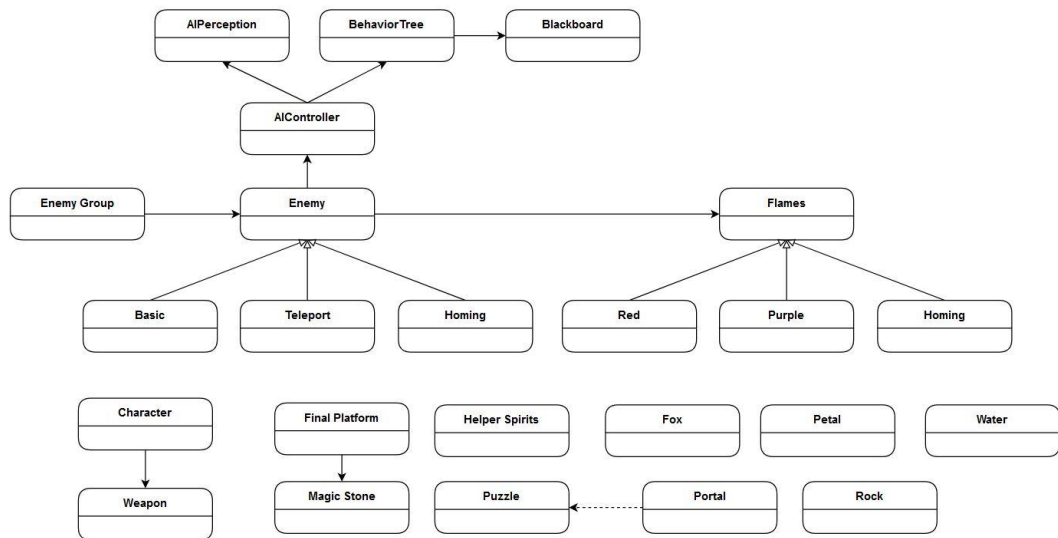 AIPerception
BehaviorTree
Blackboard
AIController
Enemy Group
Enemy
Flames
Basic
Teleport
Homing
Red
Purple
Homing
Character
Final Platform
Helper Spirits
Fox
Petal
Water
Weapon
Magic Stone
Puzzle
Portal
Rock